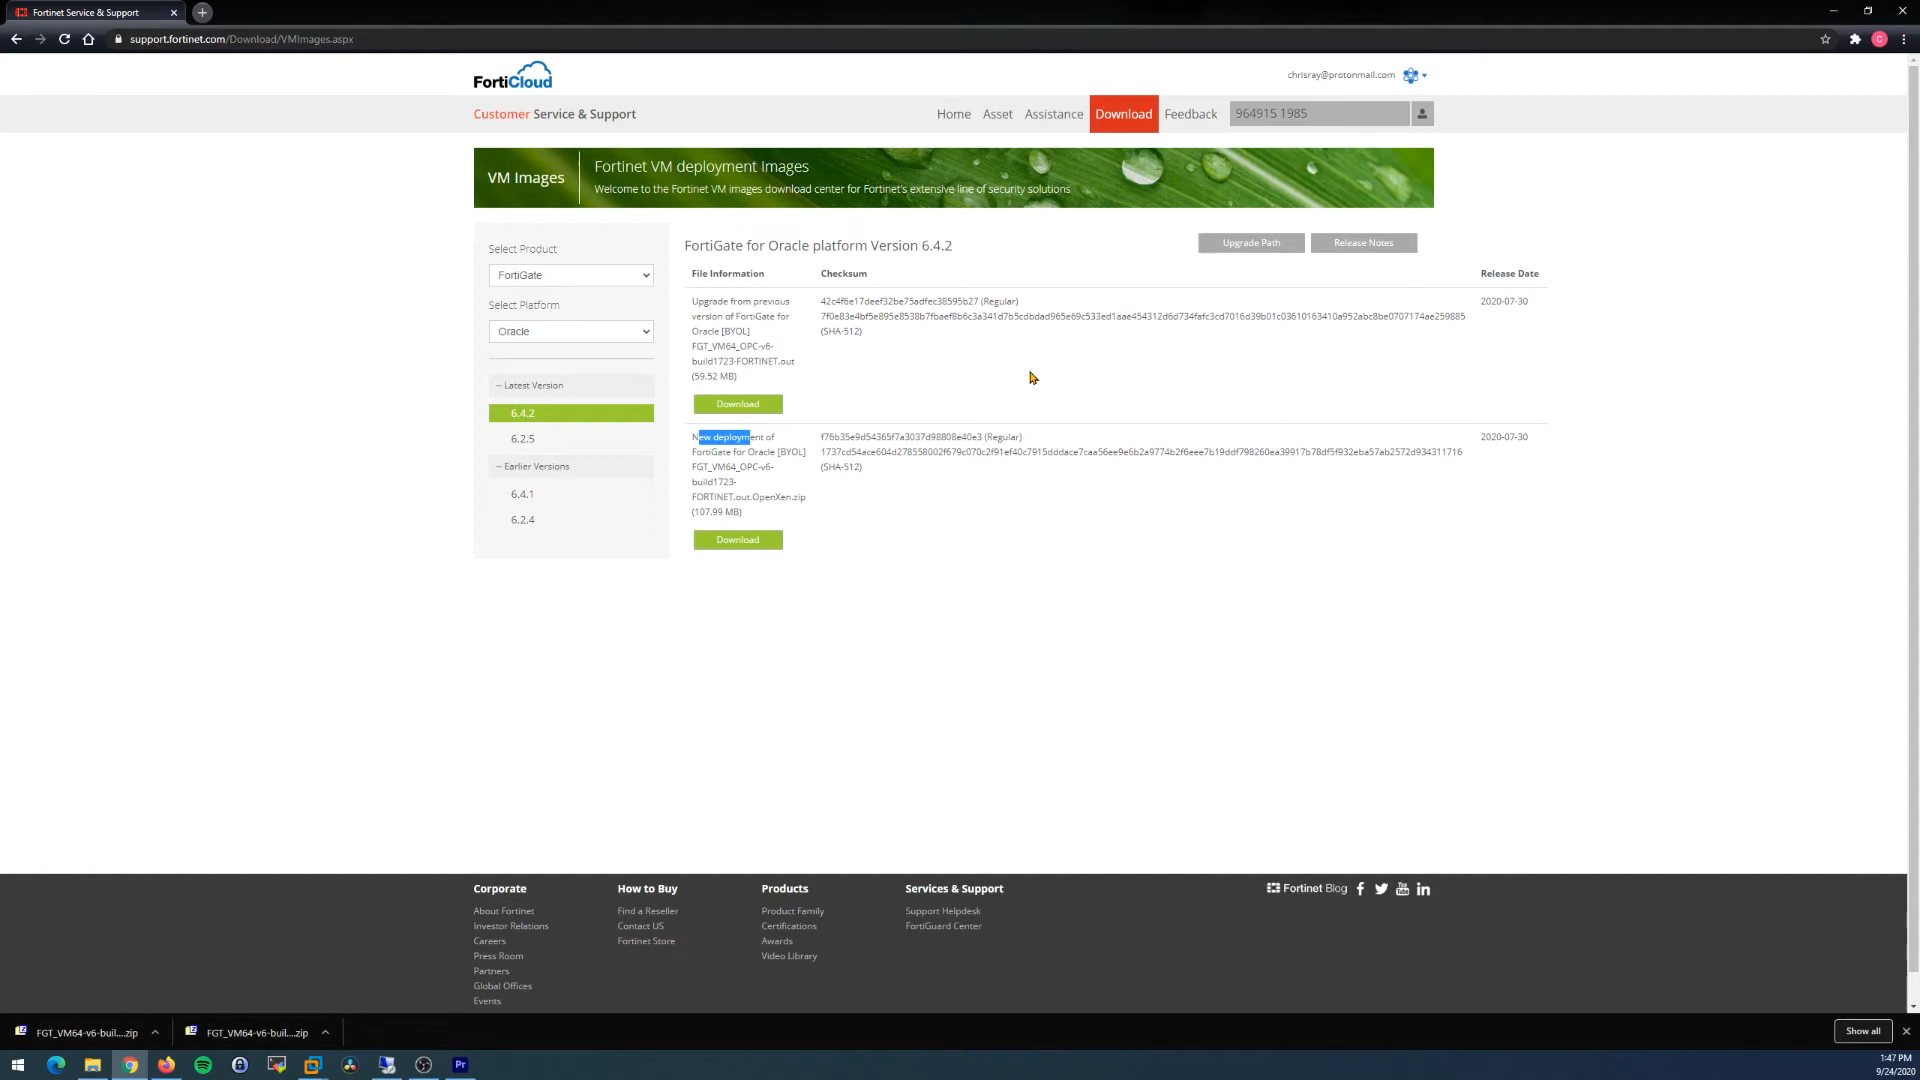 Fortinet Service & Support
support.fortinet.com/Download/VMImages.aspx
C
FortiCloud
chrisray@protonmail.com
Customer Service & Support
Home
Asset
Assistance
Download
Feedback
964915 1985
VM Images
Fortinet VM deployment Images
Welcome to the Fortinet VM images download center for Fortinet's extensive line of security solutions
Select Product
FortiGate
Select Platform
Oracle
-- Latest Version
6.4.2
6.2.5
-- Earlier Versions
6.4.1
6.2.4
FortiGate for Oracle platform Version 6.4.2
Upgrade Path
Release Notes
File Information
Checksum
Release Date
Upgrade from previous
version of FortiGate for
Oracle [BYOL]
FGT_VM64_OPC-v6-
build1723-FORTINET.out
(59.52 MB)
42c4f6e17deef32be75adfec38595b27 (Regular)
7f0e83e4bf5e895e8538b7fbaef8b6c3a341d7b5cdbdad965e69c533ed1aae454312d6d734fafc3cd7016d39b01c03610163410a952abc8be0707174ae259885
(SHA-512)
2020-07-30
Download
New deployment of
FortiGate for Oracle [BYOL]
FGT_VM64_OPC-v6-
build1723-
FORTINET.out.OpenXen.zip
(107.99 MB)
f76b35e9d54365f7a3037d98808e40e3 (Regular)
1737cd54ace604d278558002f679c070c2f91ef40c7915dddace7caa56ee9e6b2a9774b2f6eee7b19ddf798260ea39917b78df5f932eba57ab2572d934311716
(SHA-512)
2020-07-30
Download
Corporate
About Fortinet
Investor Relations
Careers
Press Room
Partners
Global Offices
Events
How to Buy
Find a Reseller
Contact US
Fortinet Store
Products
Product Family
Certifications
Awards
Video Library
Services & Support
Support Helpdesk
FortiGuard Center
Fortinet Blog
FGT_VM64-v6-buil....zip
FGT_VM64-v6-buil....zip
Show all
Pr
1:47 PM
9/24/2020